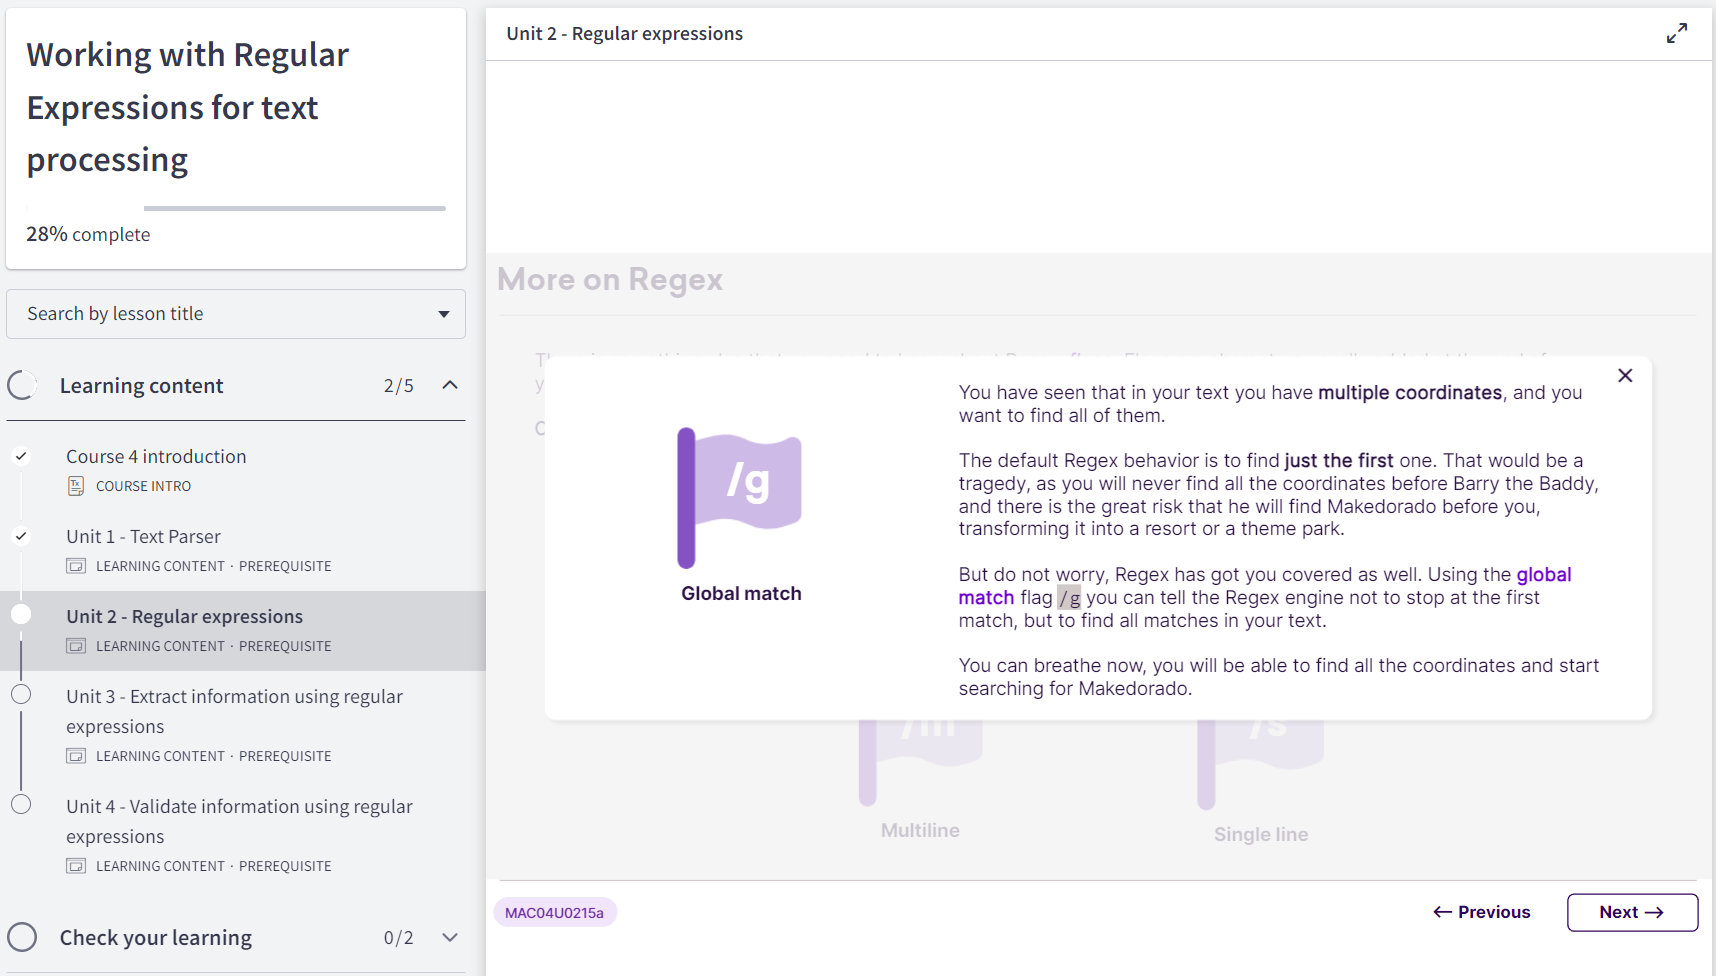 Working with Regular
Expressions for text
processing
28% complete
Search by lesson title
Learning content 2/5
Course 4 introduction
COURSE INTRO
Unit 1 - Text Parser
LEARNING CONTENT · PREREQUISITE
Unit 2 - Regular expressions
LEARNING CONTENT · PREREQUISITE
Unit 3 - Extract information using regular
expressions
LEARNING CONTENT · PREREQUISITE
Unit 4 - Validate information using regular
expressions
LEARNING CONTENT · PREREQUISITE
Check your learning 0/2
Unit 2 - Regular expressions
More on Regex
/g
Global match
You have seen that in your text you have multiple coordinates, and you
want to find all of them.
The default Regex behavior is to find just the first one. That would be a
tragedy, as you will never find all the coordinates before Barry the Baddy,
and there is the great risk that he will find Makedorado before you,
transforming it into a resort or a theme park.
But do not worry, Regex has got you covered as well. Using the global
match flag /g you can tell the Regex engine not to stop at the first
match, but to find all matches in your text.
You can breathe now, you will be able to find all the coordinates and start
searching for Makedorado.
/m
Multiline
/s
Single line
MAC04U0215a
← Previous
Next →